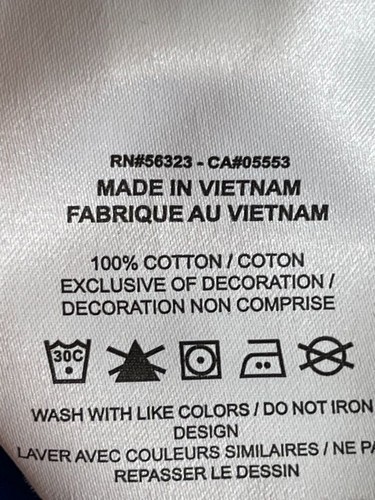 RN#56323 - CA#05553
MADE IN VIETNAM
FABRIQUE AU VIETNAM
100% COTTON / COTON
EXCLUSIVE OF DECORATION /
DECORATION NON COMPRISE
30C
WASH WITH LIKE COLORS / DO NOT IRON
DESIGN
LAVER AVEC COULEURS SIMILAIRES / NE
REPASSER LE DESSIN